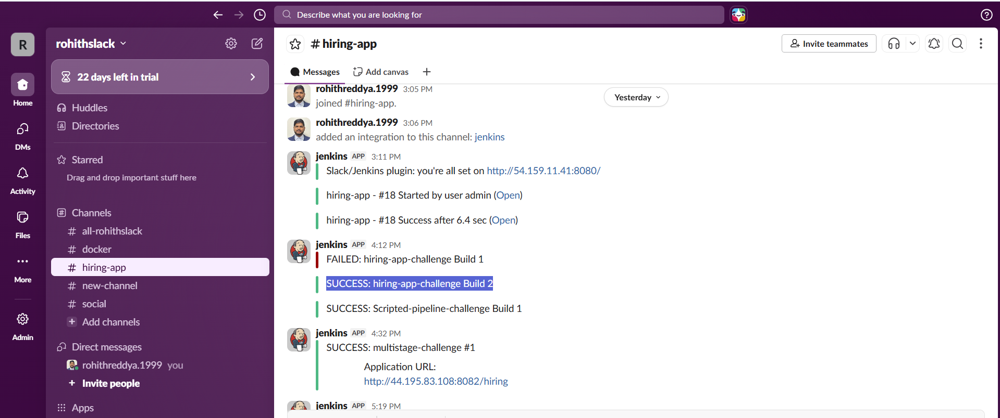 Describe what you are looking for
R
Home
DMs
Activity
Files
More
Admin
rohithslack
22 days left in trial
Huddles
Directories
Starred
Drag and drop important stuff here
Channels
# all-rohithslack
# docker
# hiring-app
# new-channel
# social
+ Add channels
Direct messages
rohithreddya.1999 you
+ Invite people
Apps
# hiring-app
Invite teammates
Messages
Add canvas
+
Yesterday
rohithreddya.1999 3:05 PM
joined #hiring-app.
rohithreddya.1999 3:06 PM
added an integration to this channel: jenkins
jenkins APP 3:11 PM
Slack/Jenkins plugin: you're all set on http://54.159.11.41:8080/
hiring-app - #18 Started by user admin (Open)
hiring-app - #18 Success after 6.4 sec (Open)
jenkins APP 4:12 PM
FAILED: hiring-app-challenge Build 1
SUCCESS: hiring-app-challenge Build 2
SUCCESS: Scripted-pipeline-challenge Build 1
jenkins APP 4:32 PM
SUCCESS: multistage-challenge #1
Application URL:
http://44.195.83.108:8082/hiring
jenkins APP 5:19 PM